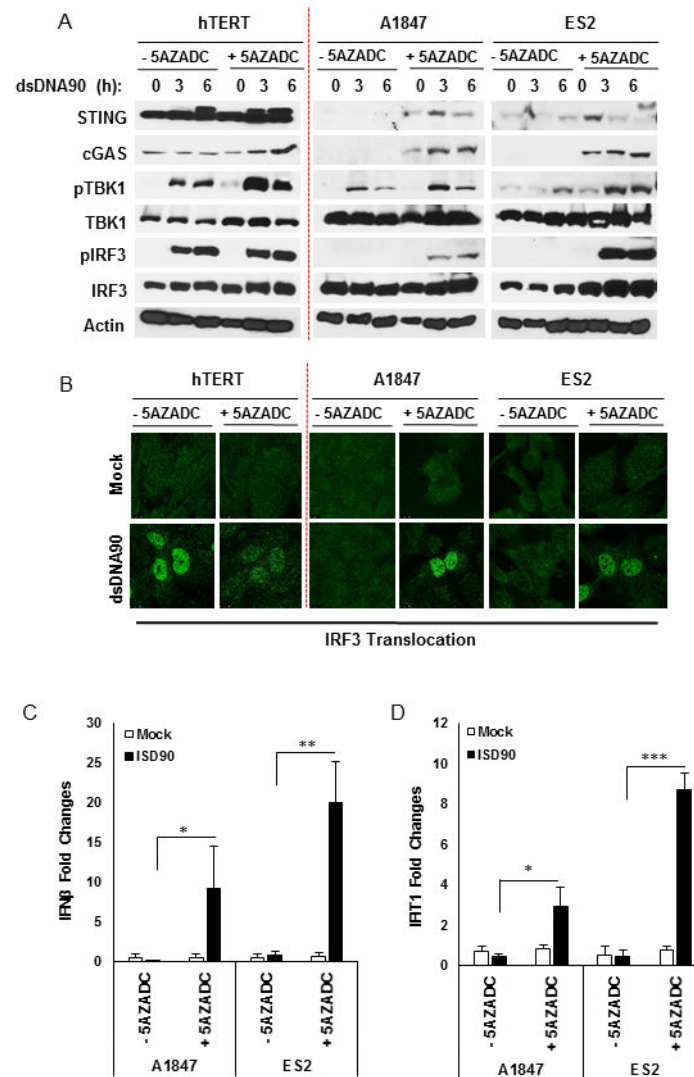 A
hTERT A1847 ES2
- 5AZADC + 5AZADC - 5AZADC + 5AZADC - 5AZADC + 5AZADC
dsDNA90 (h): 0 3 6 0 3 6 0 3 6 0 3 6 0 3 6 0 3 6
STING
cGAS
pTBK1
TBK1
pIRF3
IRF3
Actin
B
hTERT A1847 ES2
- 5AZADC + 5AZADC - 5AZADC + 5AZADC - 5AZADC + 5AZADC
Mock
dsDNA90
IRF3 Translocation
C
IFNβ Fold Changes
30
25
20
15
10
5
0
Mock
ISD90
*
**
- 5AZADC + 5AZADC - 5AZADC + 5AZADC
A1847 ES2
D
IRT1 Fold Changes
12
10
8
6
4
2
0
Mock
ISD90
*
***
- 5AZADC + 5AZADC - 5AZADC + 5AZADC
A1847 ES2